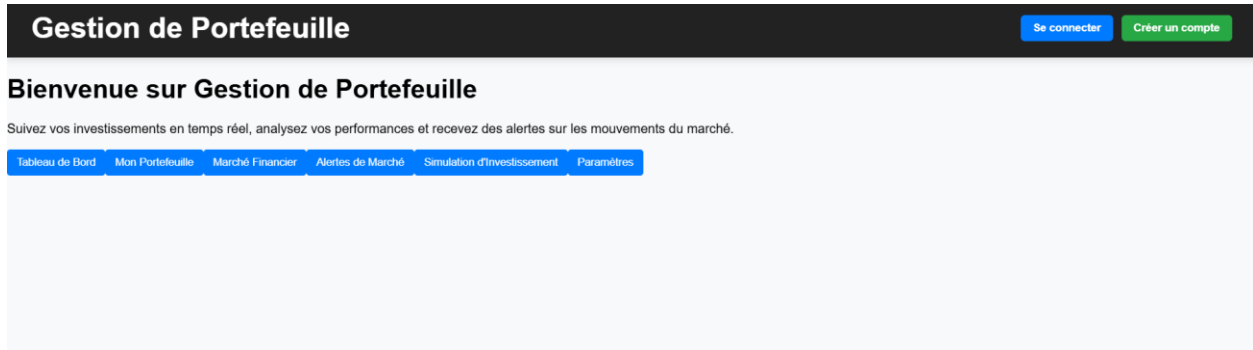 Gestion de Portefeuille
Se connecter
Créer un compte
Bienvenue sur Gestion de Portefeuille
Suivez vos investissements en temps réel, analysez vos performances et recevez des alertes sur les mouvements du marché.
Tableau de Bord Mon Portefeuille Marché Financier Alertes de Marché Simulation d'Investissement Paramètres